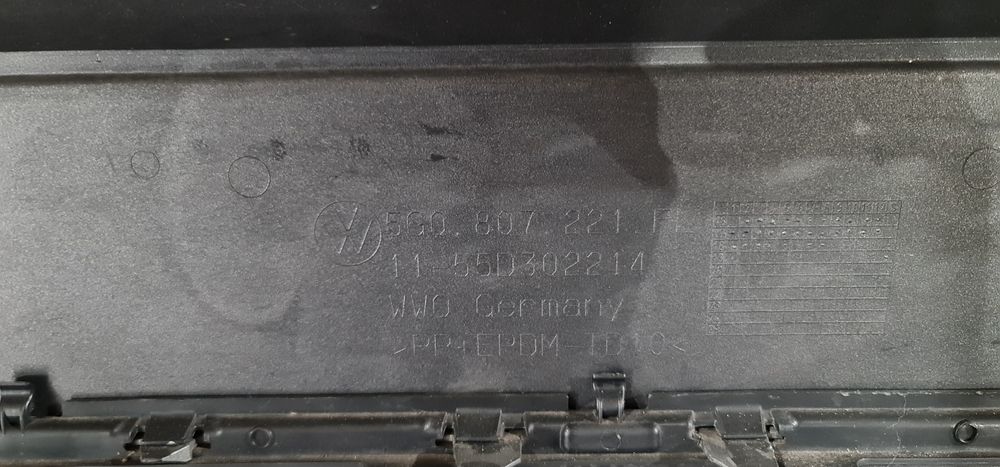 5G0.807.221.
11-55D302214
WWO Germany
>PP+EPDM-TD10<